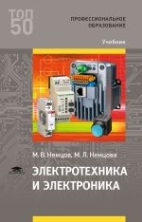 ТОП 50
ПРОФЕССИОНАЛЬНОЕ
ОБРАЗОВАНИЕ
Учебник
М. В. Немцов, М. Л. Немцова
ЭЛЕКТРОТЕХНИКА
И ЭЛЕКТРОНИКА